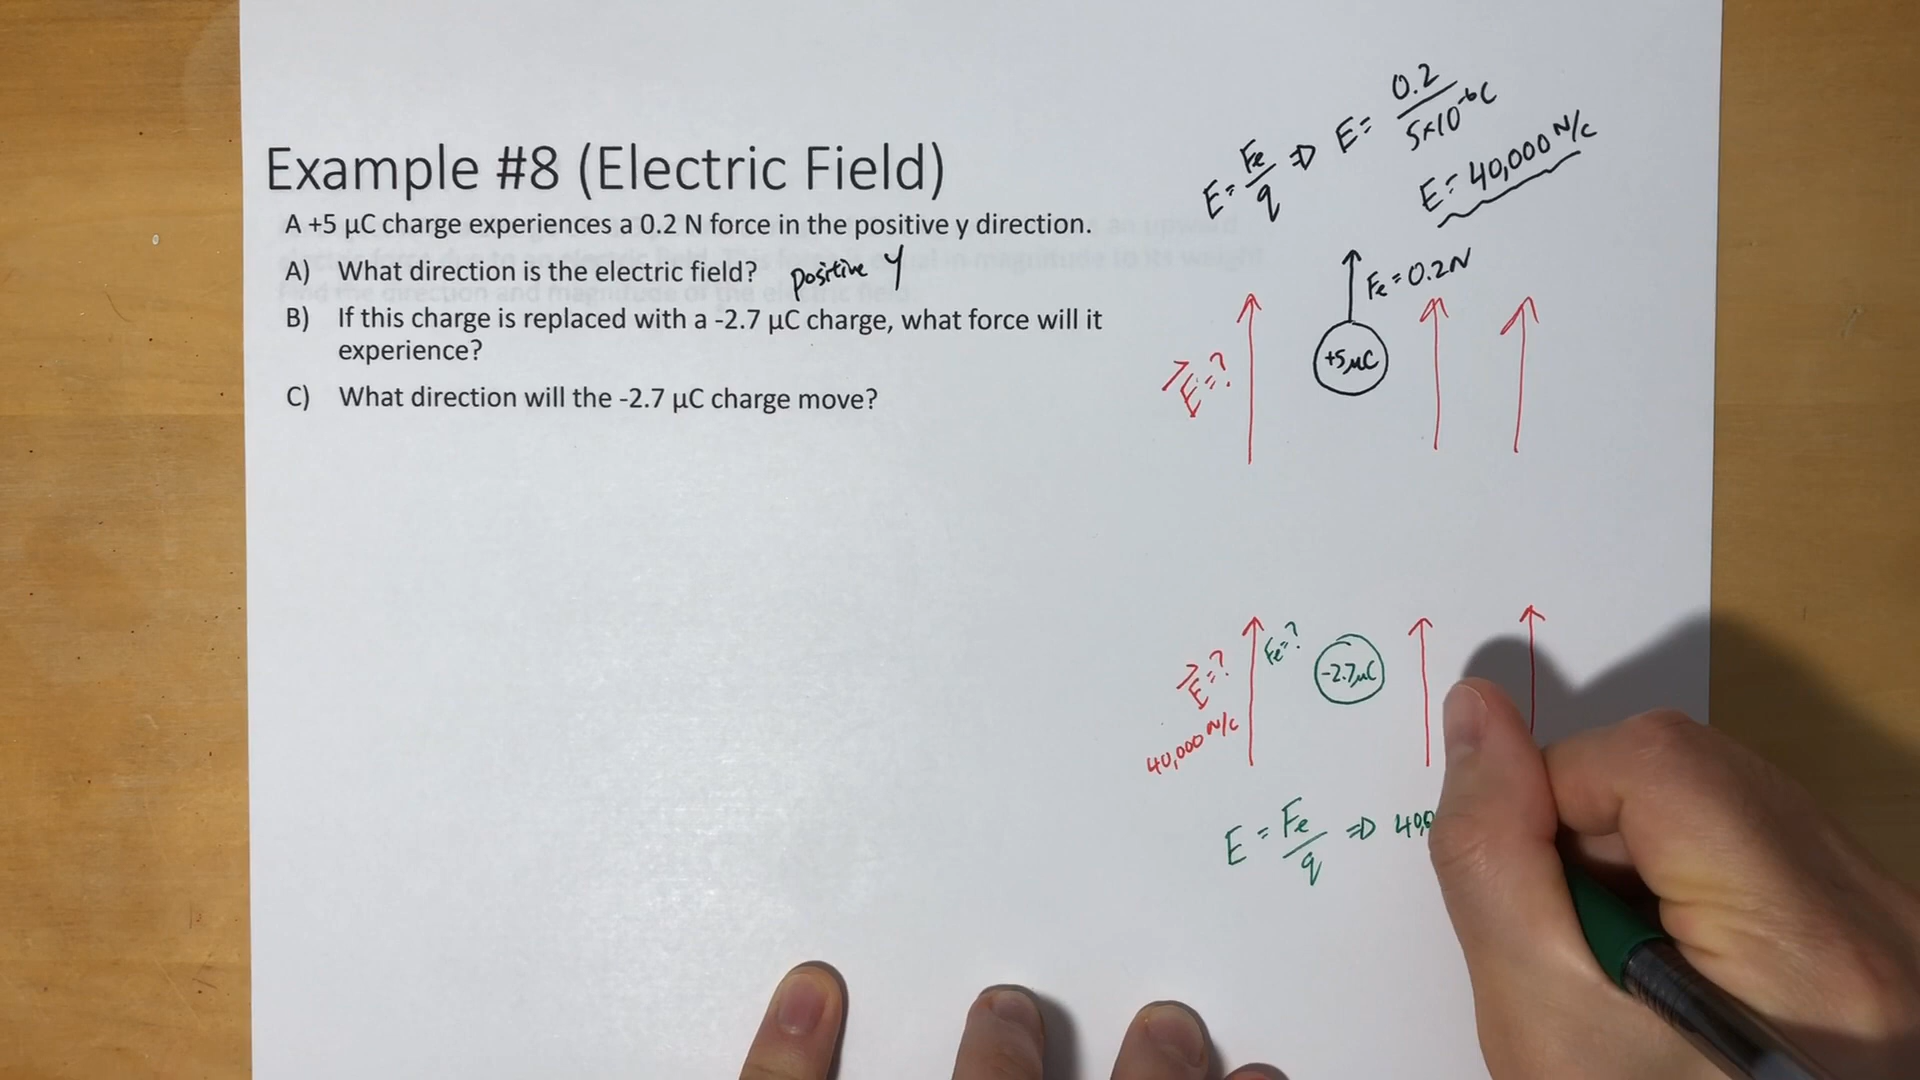 Example #8 (Electric Field)
A +5 μC charge experiences a 0.2 N force in the positive y direction.
A) What direction is the electric field? positive y
B) If this charge is replaced with a -2.7 μC charge, what force will it
experience?
C) What direction will the -2.7 μC charge move?
E = Fe/q ⇒ E = 0.2/5×10^-6 C
E = 40,000 N/C
Fe = 0.2N
E = ?
+5μC
Fe = ?
E = ?
-2.7μC
40,000 N/C
E = Fe/q ⇒ 40,0